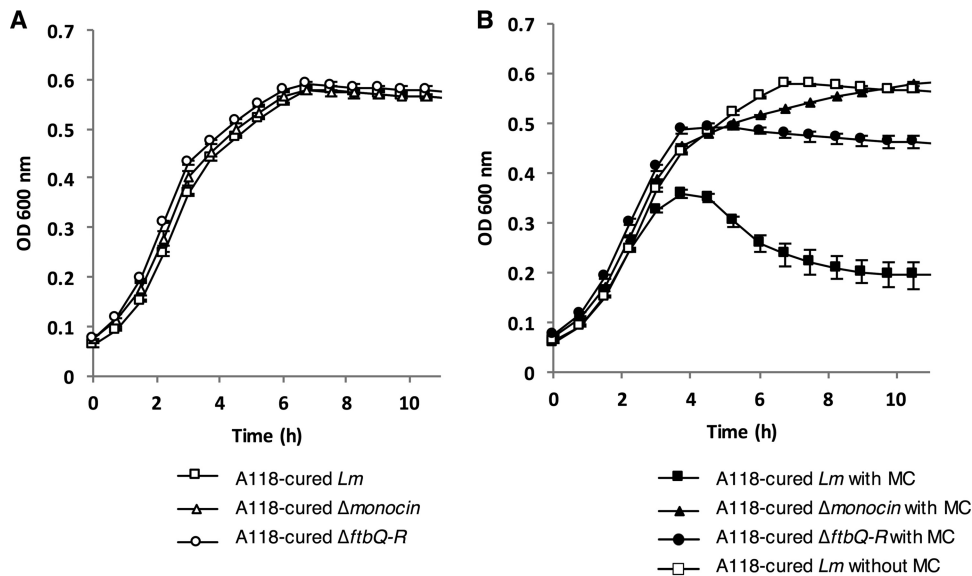 A
OD 600 nm
0.7
0.6
0.5
0.4
0.3
0.2
0.1
0
0 2 4 6 8 10
Time (h)
A118-cured Lm
A118-cured Δmonocin
A118-cured ΔftbQ-R
B
OD 600 nm
0.7
0.6
0.5
0.4
0.3
0.2
0.1
0
0 2 4 6 8 10
Time (h)
A118-cured Lm with MC
A118-cured Δmonocin with MC
A118-cured ΔftbQ-R with MC
A118-cured Lm without MC